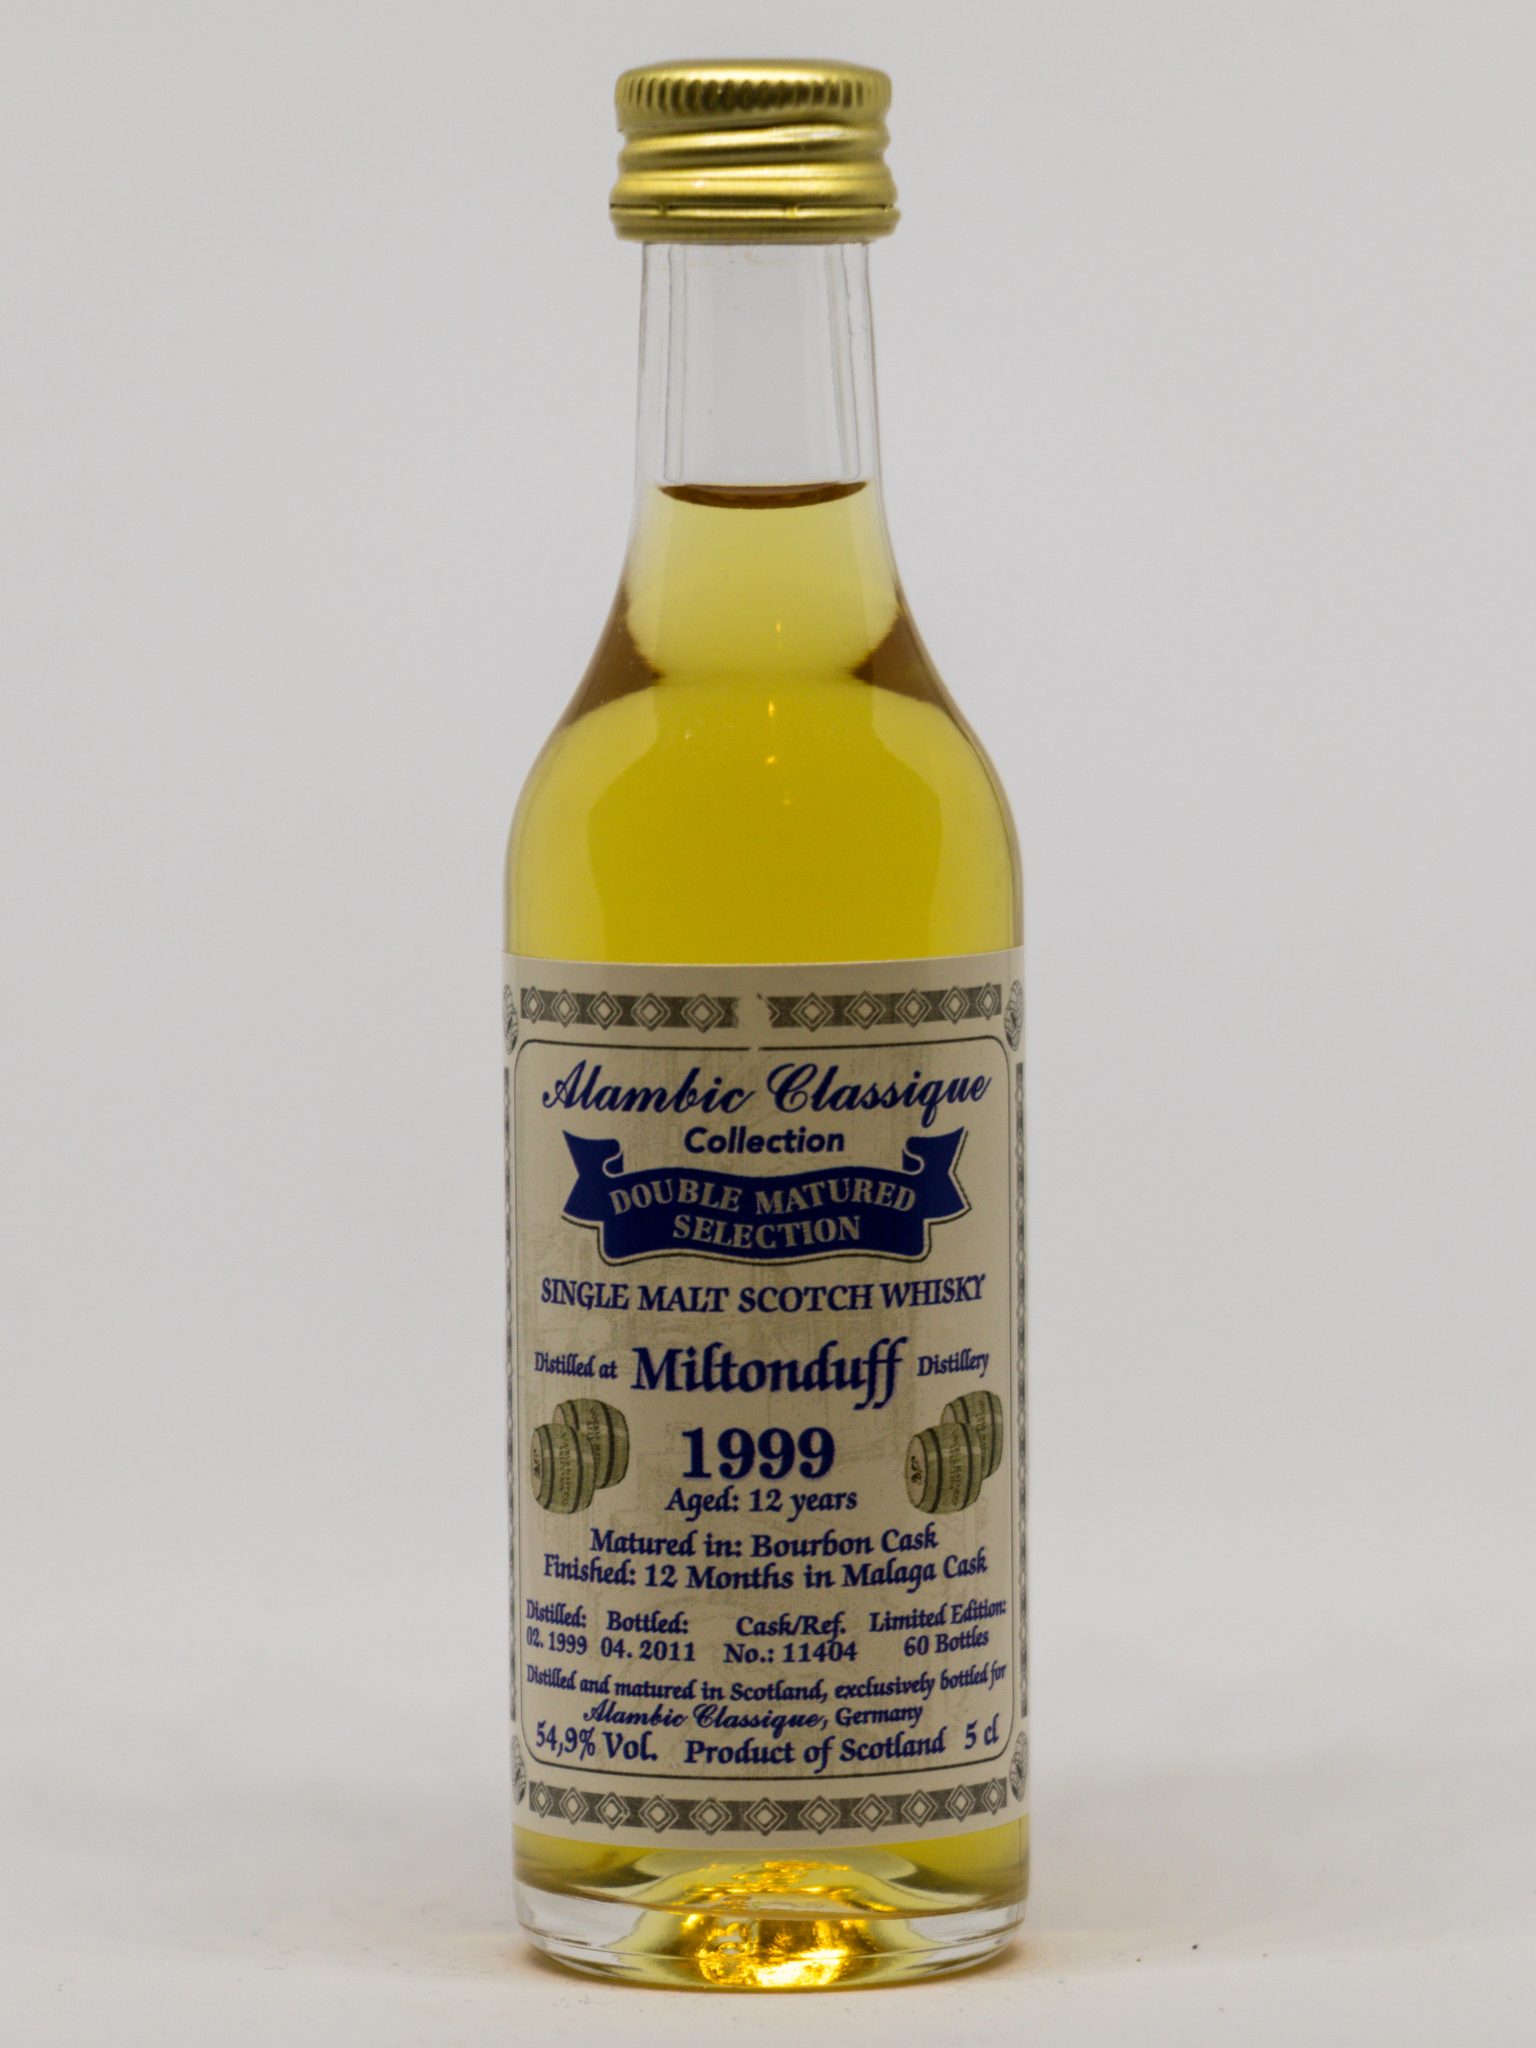 Alambic Classique
Collection
DOUBLE MATURED
SELECTION
SINGLE MALT SCOTCH WHISKY
Distilled at Miltonduff Distillery
1999
Aged: 12 years
Matured in: Bourbon Cask
Finished: 12 Months in Malaga Cask
Distilled: Bottled: Cask/Ref. Limited Edition:
02. 1999 04. 2011 No.: 11404 60 Bottles
Distilled and matured in Scotland, exclusively bottled for
Alambic Classique, Germany
54,9% Vol. Product of Scotland 5 cl